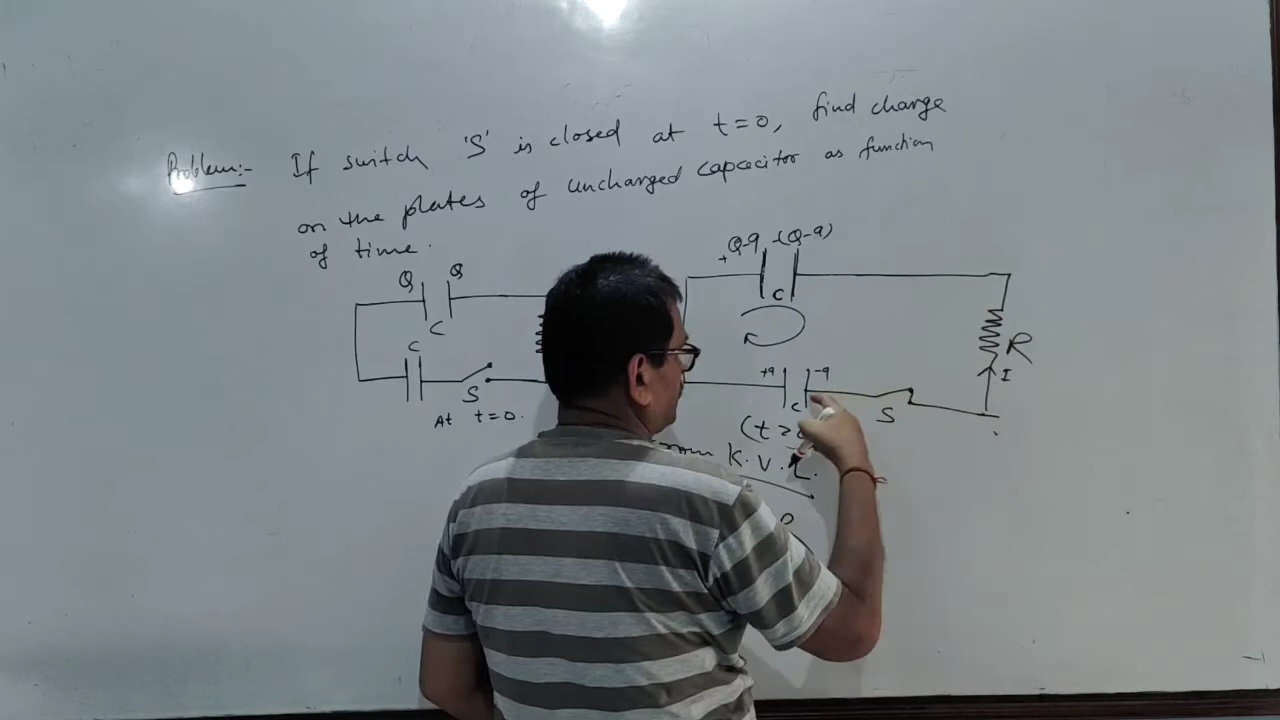 Problem:- If switch 'S' is closed at t=0, find charge
on the plates of uncharged capacitor as function
of time.
Q Q
C
C
S
At t=0.
+ Q-q -(Q-q)
C
R
I
+q -q
C
S
(t ≥
K.V.L.
0